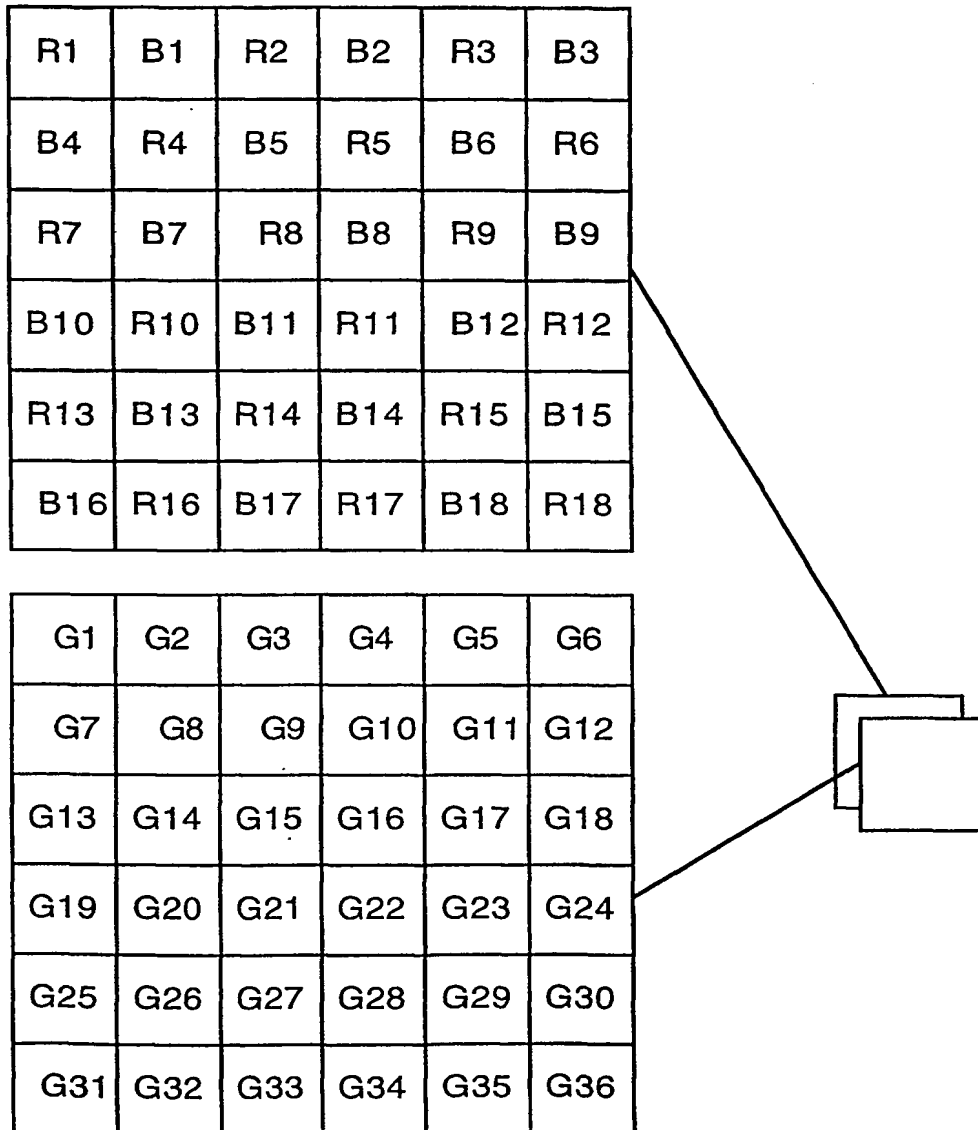 R1 B1 R2 B2 R3 B3
B4 R4 B5 R5 B6 R6
R7 B7 R8 B8 R9 B9
B10 R10 B11 R11 B12 R12
R13 B13 R14 B14 R15 B15
B16 R16 B17 R17 B18 R18
G1 G2 G3 G4 G5 G6
G7 G8 G9 G10 G11 G12
G13 G14 G15 G16 G17 G18
G19 G20 G21 G22 G23 G24
G25 G26 G27 G28 G29 G30
G31 G32 G33 G34 G35 G36